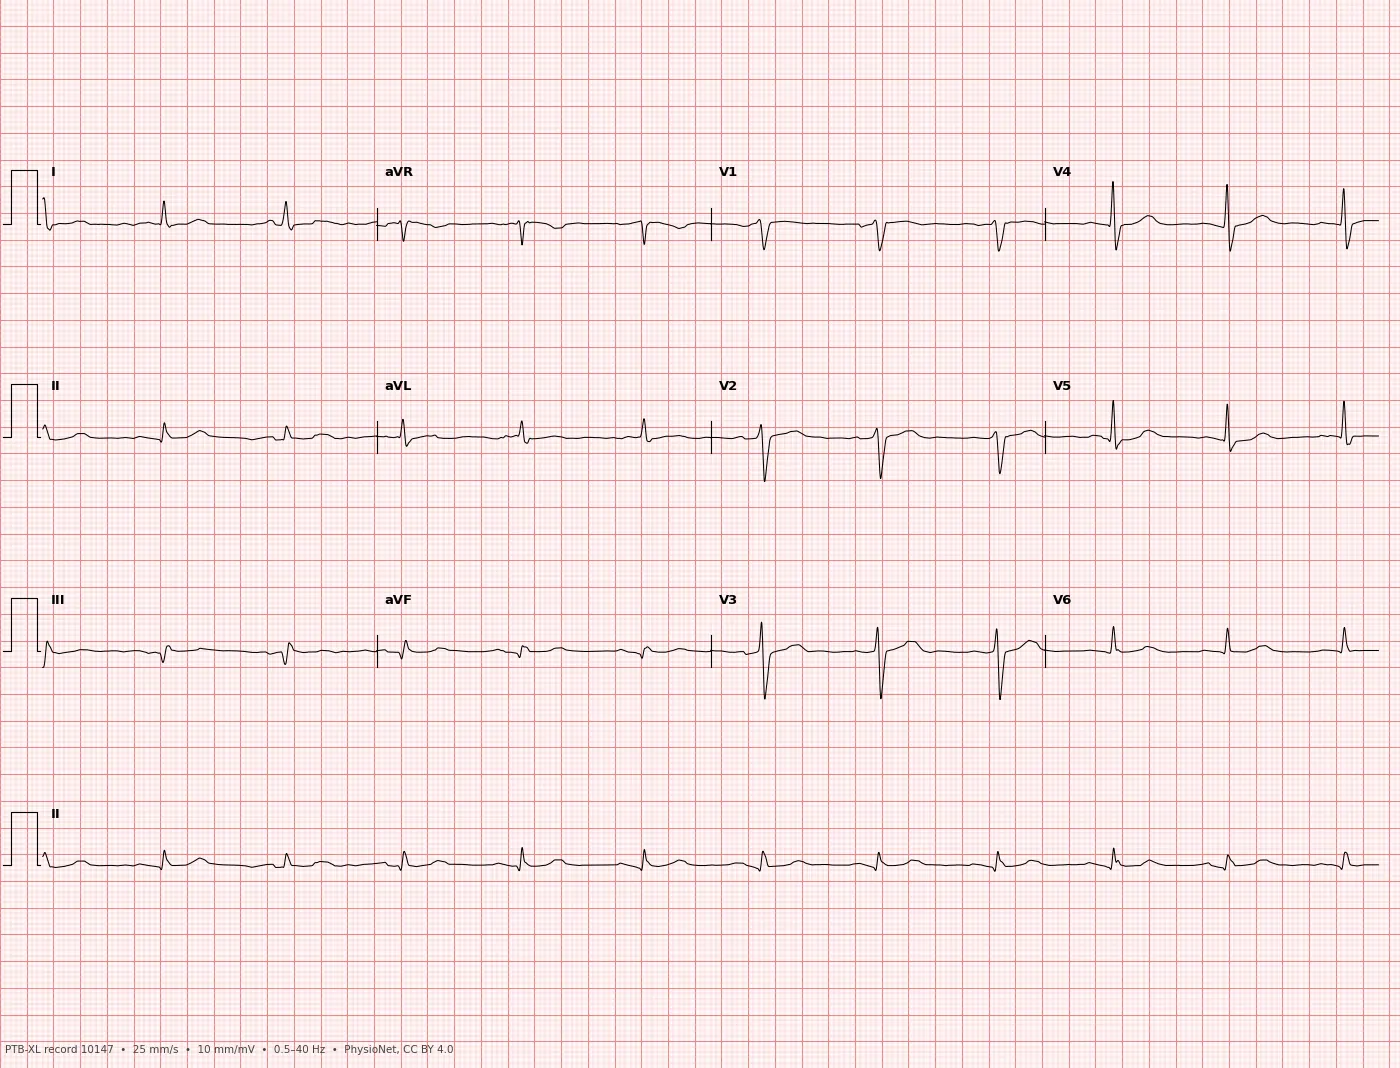 I aVR V1 V4
II aVL V2 V5
III aVF V3 V6
II
PTB-XL record 10147 • 25 mm/s • 10 mm/mV • 0.5–40 Hz • PhysioNet, CC BY 4.0